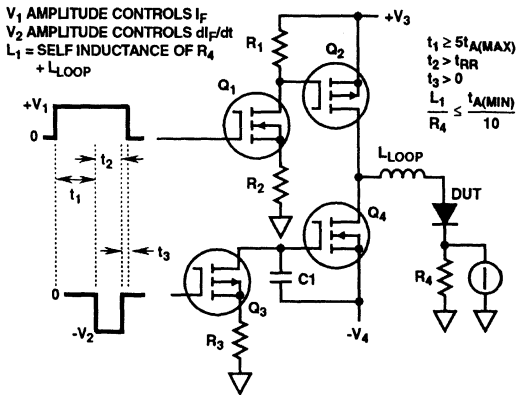 V1 AMPLITUDE CONTROLS IF
V2 AMPLITUDE CONTROLS dIF/dt
L1 = SELF INDUCTANCE OF R4
+ LLOOP
+V3
R1
Q2
t1 ≥ 5tA(MAX)
t2 > tRR
t3 > 0
L1/R4 ≤ tA(MIN)/10
Q1
+V1
0
t2
t1
t3
R2
LLOOP
DUT
Q4
R4
0
-V2
C1
Q3
R3
-V4